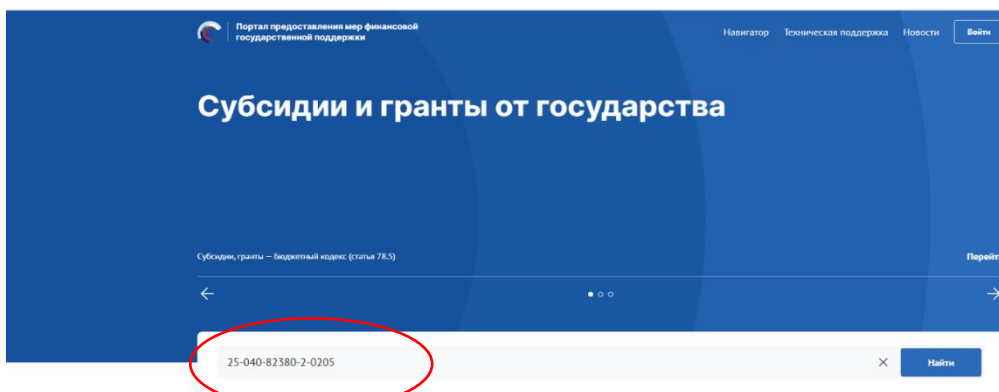 Портал предоставления мер финансовой
государственной поддержки
Навигатор Техническая поддержка Новости Войти
Субсидии и гранты от государства
Субсидии, гранты — Бюджетный кодекс (статья 78.5)
25-040-82380-2-0205
Найти